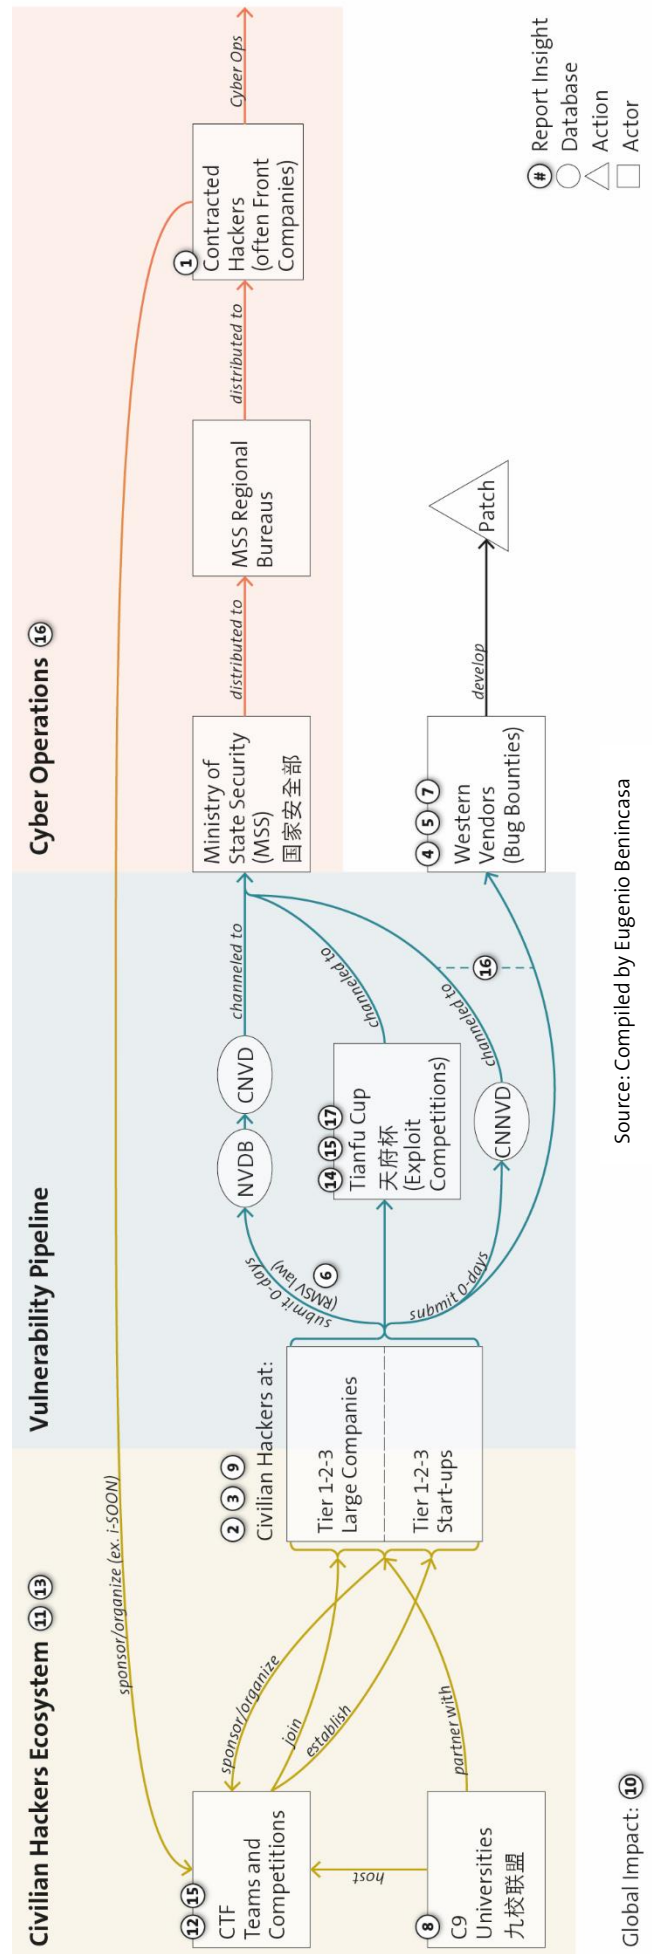 Civilian Hackers Ecosystem 11 13
Vulnerability Pipeline
Cyber Operations 16
sponsor/organize (ex. i-SOON)
12 15
CTF
Teams and
Competitions
host
8
C9
Universities
九校联盟
sponsor/organize
join
establish
partner with
2 3 9
Civilian Hackers at:
Tier 1-2-3
Large Companies
Tier 1-2-3
Start-ups
submit 0-days
(RMSV law)
6
submit 0-days
NVDB
CNVD
channeled to
14 15 17
Tianfu Cup
天府杯
(Exploit
Competitions)
channeled to
CNNVD
channeled to
16
Ministry of
State Security
(MSS)
国家安全部
distributed to
MSS Regional
Bureaus
distributed to
1
Contracted
Hackers
(often Front
Companies)
Cyber Ops
4 5 7
Western
Vendors
(Bug Bounties)
develop
Patch
# Report Insight
Database
Action
Actor
Global Impact: 10
Source: Compiled by Eugenio Benincasa